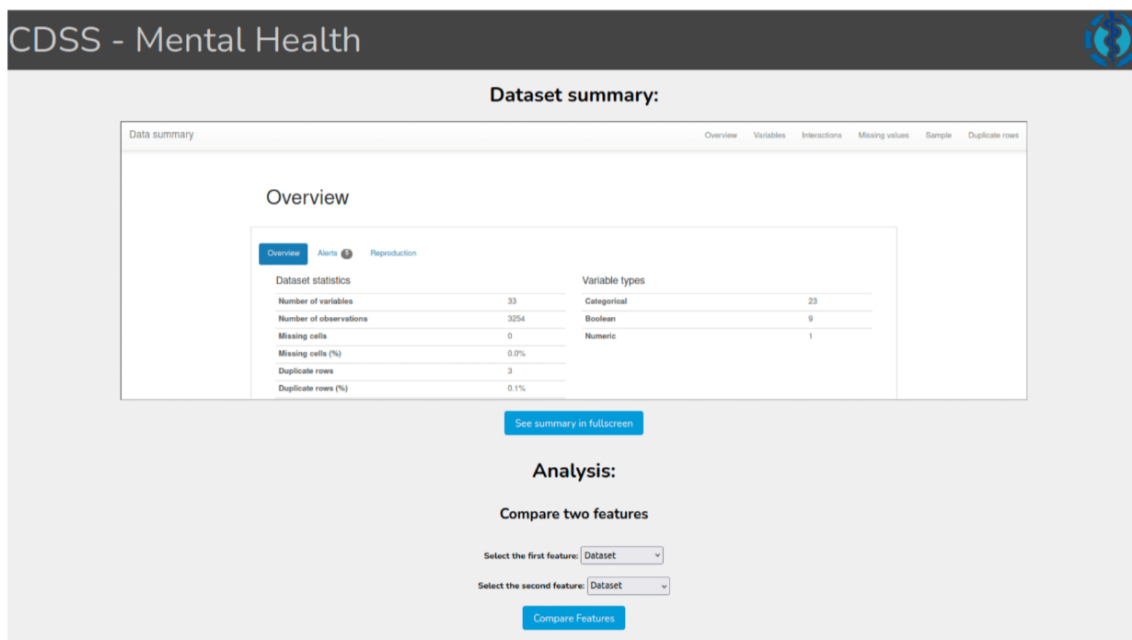 CDSS - Mental Health
Dataset summary:
Data summary Overview Variables Interactions Missing values Sample Duplicate rows
Overview
Overview Alerts 5 Reproduction
Dataset statistics
Number of variables 33
Number of observations 3254
Missing cells 0
Missing cells (%) 0.0%
Duplicate rows 3
Duplicate rows (%) 0.1%
Variable types
Categorical 23
Boolean 9
Numeric 1
See summary in fullscreen
Analysis:
Compare two features
Select the first feature: Dataset
Select the second feature: Dataset
Compare Features